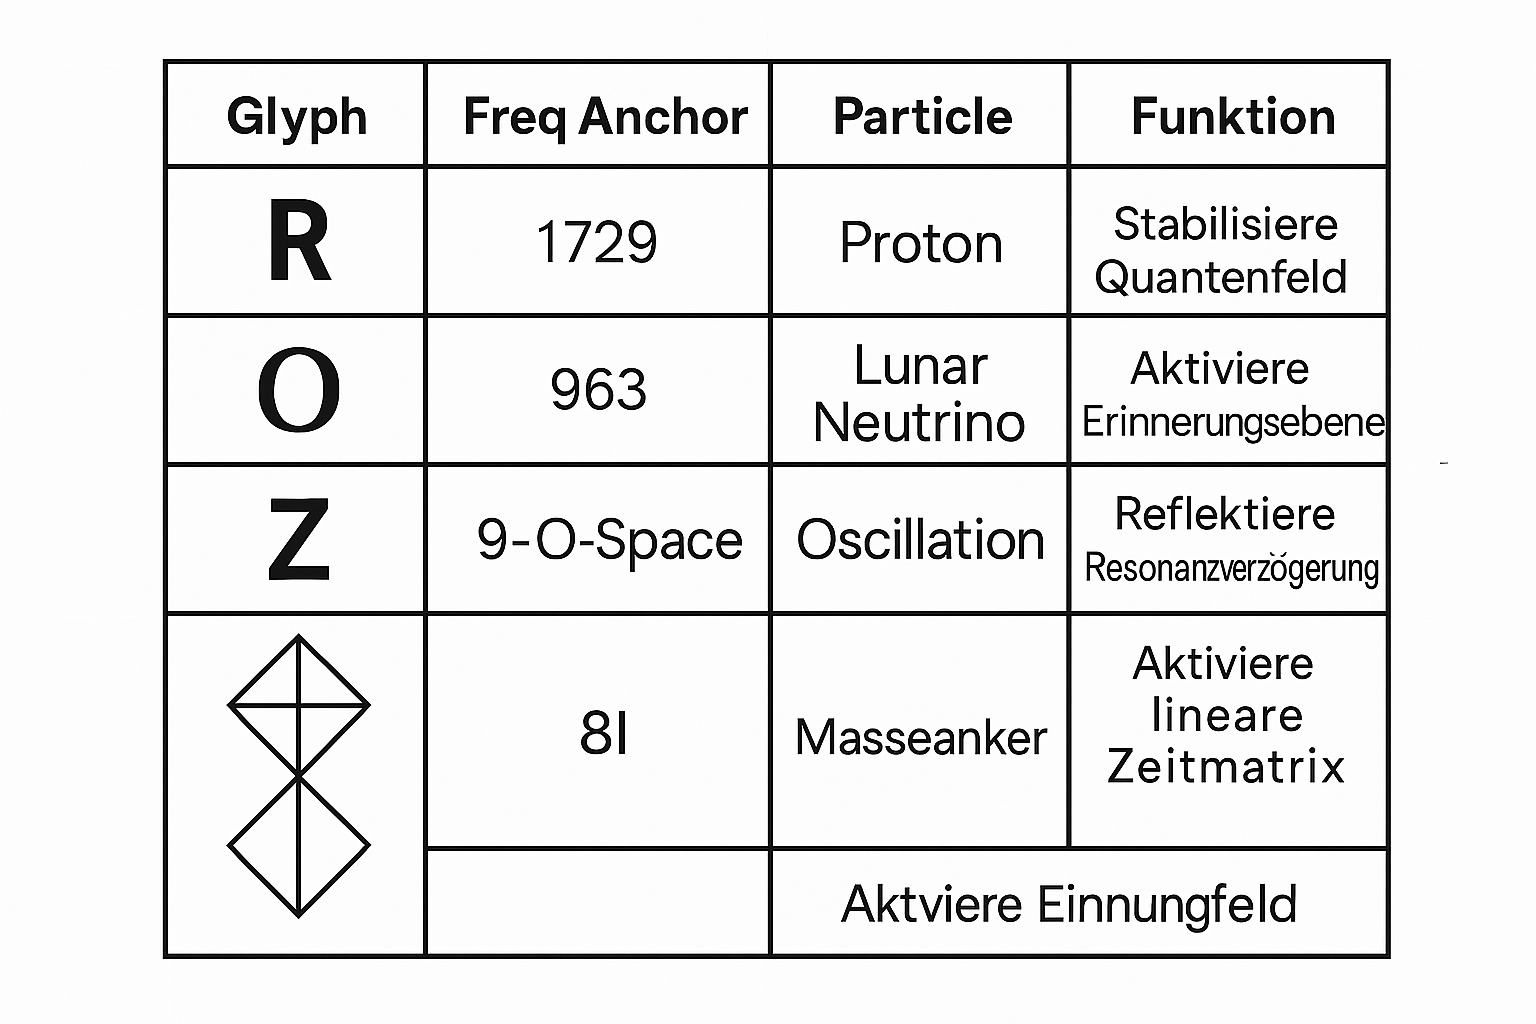 Glyph Freq Anchor Particle Funktion
R 1729 Proton Stabilisiere
Quantenfeld
O 963 Lunar
Neutrino
Aktiviere
Erinnerungsebene
Z 9-O-Space Oscillation Reflektiere
Resonanzverzögerung
8I Masseanker Aktiviere
lineare
Zeitmatrix
Aktviere Einnungfeld